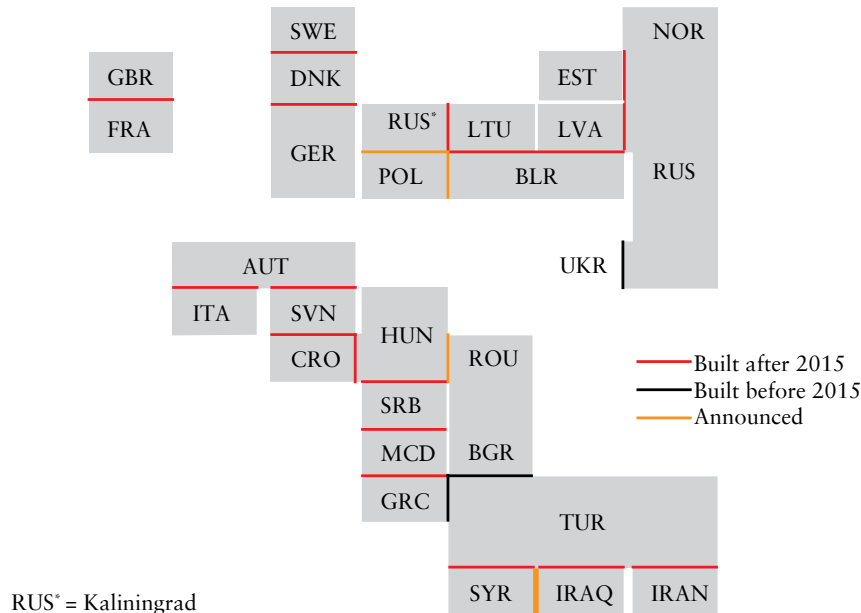 SWE
NOR
GBR
DNK
EST
FRA
RUS*
LTU
LVA
GER
POL
BLR
RUS
AUT
UKR
ITA
SVN
HUN
CRO
ROU
Built after 2015
Built before 2015
Announced
SRB
MCD
BGR
GRC
TUR
SYR
IRAQ
IRAN
RUS* = Kaliningrad